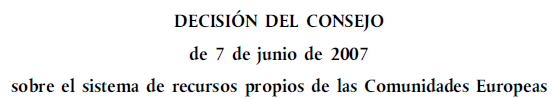 DECISIÓN DEL CONSEJO
de 7 de junio de 2007
sobre el sistema de recursos propios de las Comunidades Europeas